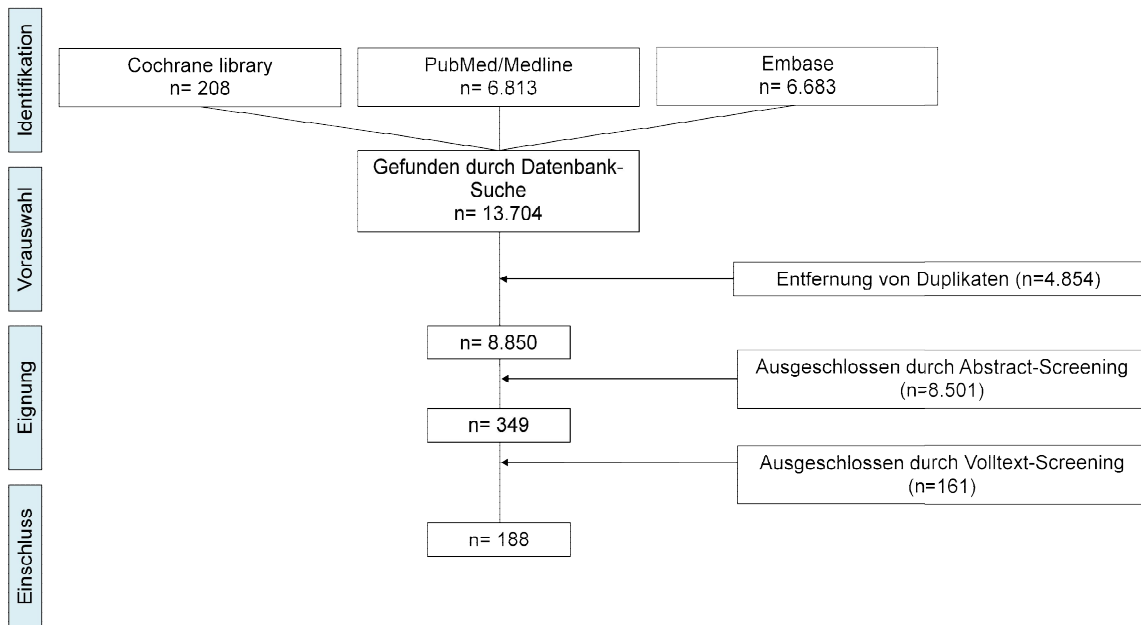 Identifikation
Cochrane library
n= 208
PubMed/Medline
n= 6.813
Embase
n= 6.683
Gefunden durch Datenbank-
Suche
n= 13.704
Vorauswahl
Entfernung von Duplikaten (n=4.854)
n= 8.850
Ausgeschlossen durch Abstract-Screening
(n=8.501)
Eignung
n= 349
Ausgeschlossen durch Volltext-Screening
(n=161)
Einschluss
n= 188